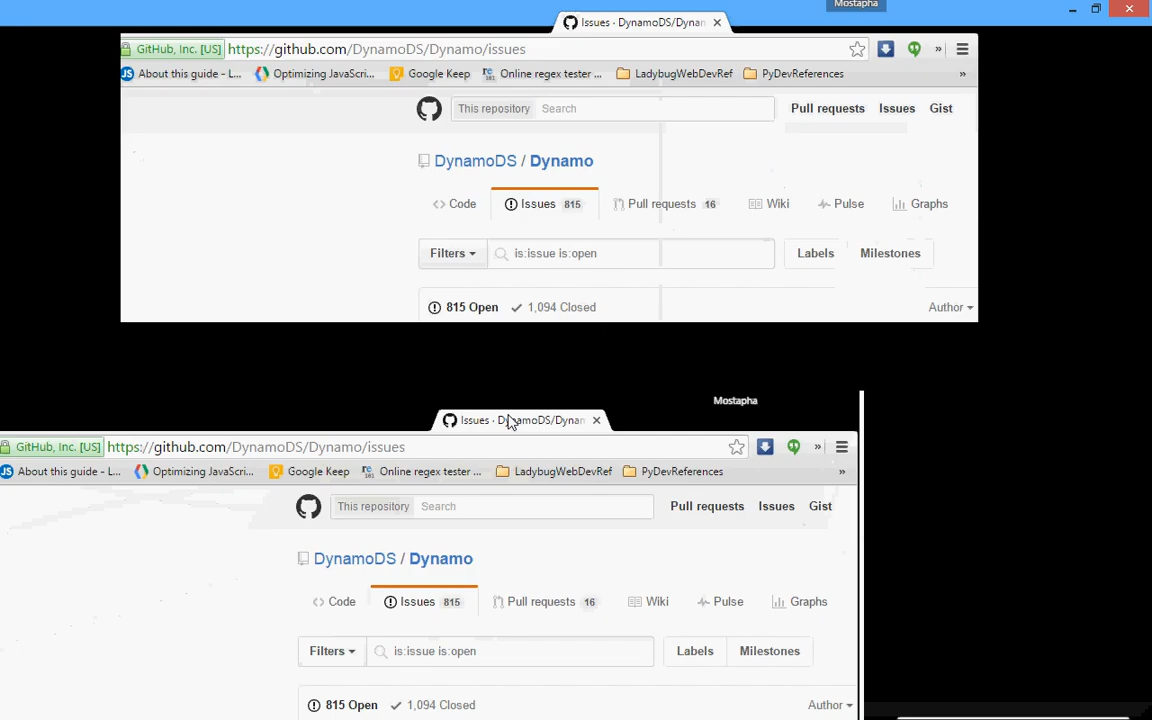 Mostapha
Issues · DynamoDS/Dynan
GitHub, Inc. [US] https://github.com/DynamoDS/Dynamo/issues
About this guide - L... Optimizing JavaScri... Google Keep Online regex tester ... LadybugWebDevRef PyDevReferences »
This repository Search Pull requests Issues Gist
DynamoDS / Dynamo
Code Issues 815 Pull requests 16 Wiki Pulse Graphs
Filters is:issue is:open Labels Milestones
815 Open 1,094 Closed Author
Mostapha
Issues · DynamoDS/Dynan
GitHub, Inc. [US] https://github.com/DynamoDS/Dynamo/issues
About this guide - L... Optimizing JavaScri... Google Keep Online regex tester ... LadybugWebDevRef PyDevReferences »
This repository Search Pull requests Issues Gist
DynamoDS / Dynamo
Code Issues 815 Pull requests 16 Wiki Pulse Graphs
Filters is:issue is:open Labels Milestones
815 Open 1,094 Closed Author